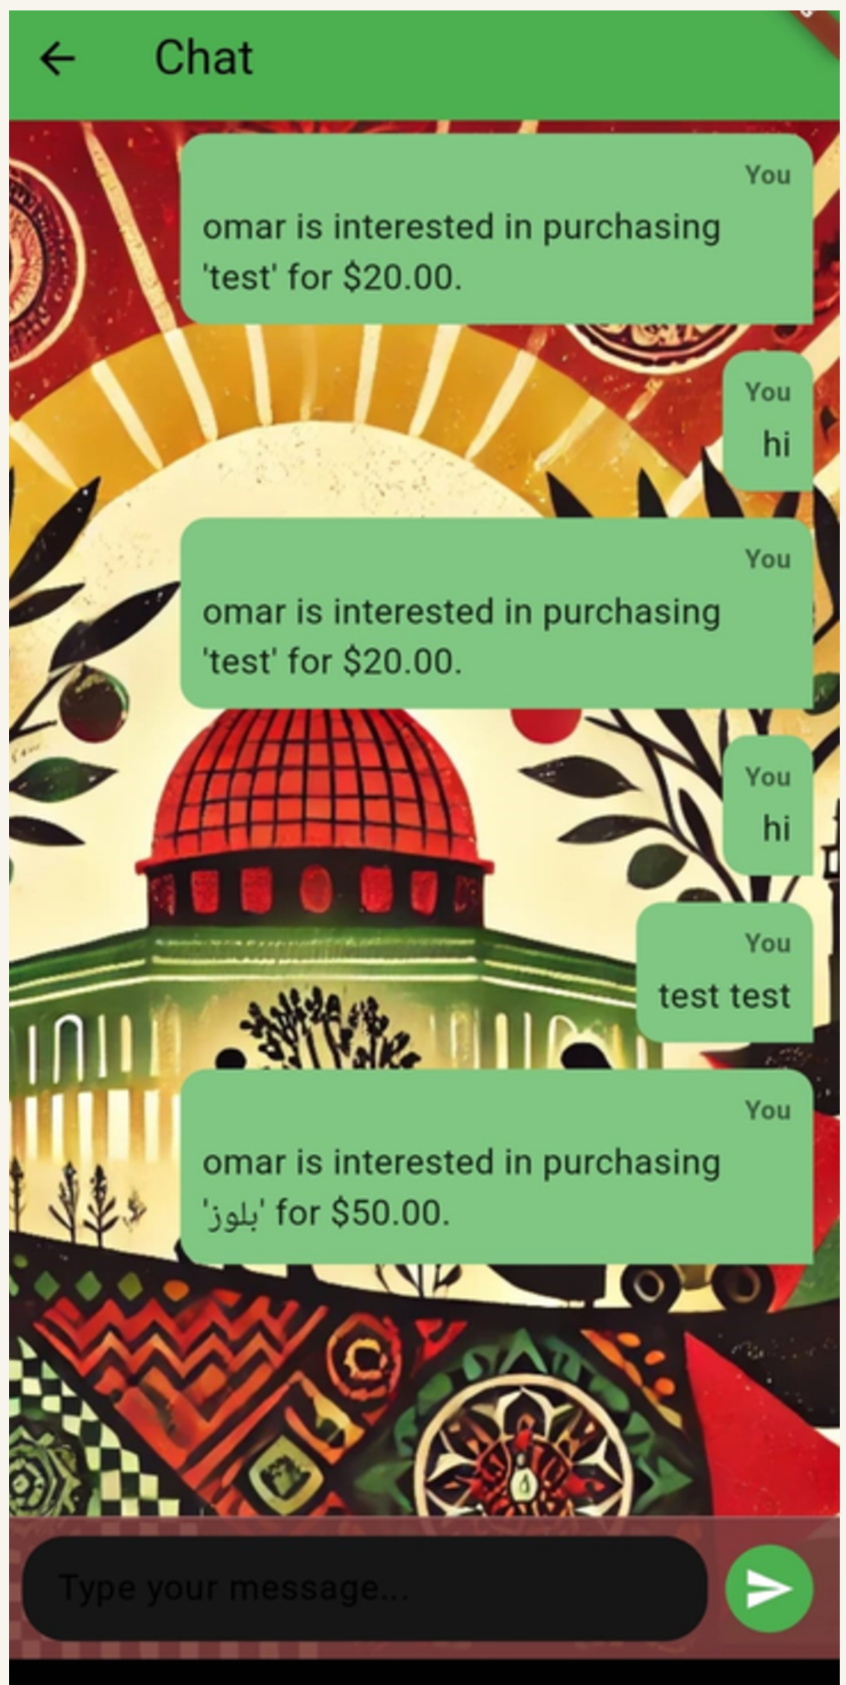 Chat
You
omar is interested in purchasing
'test' for $20.00.
You
hi
You
omar is interested in purchasing
'test' for $20.00.
You
hi
You
test test
You
omar is interested in purchasing
'بلوز' for $50.00.
Type your message...